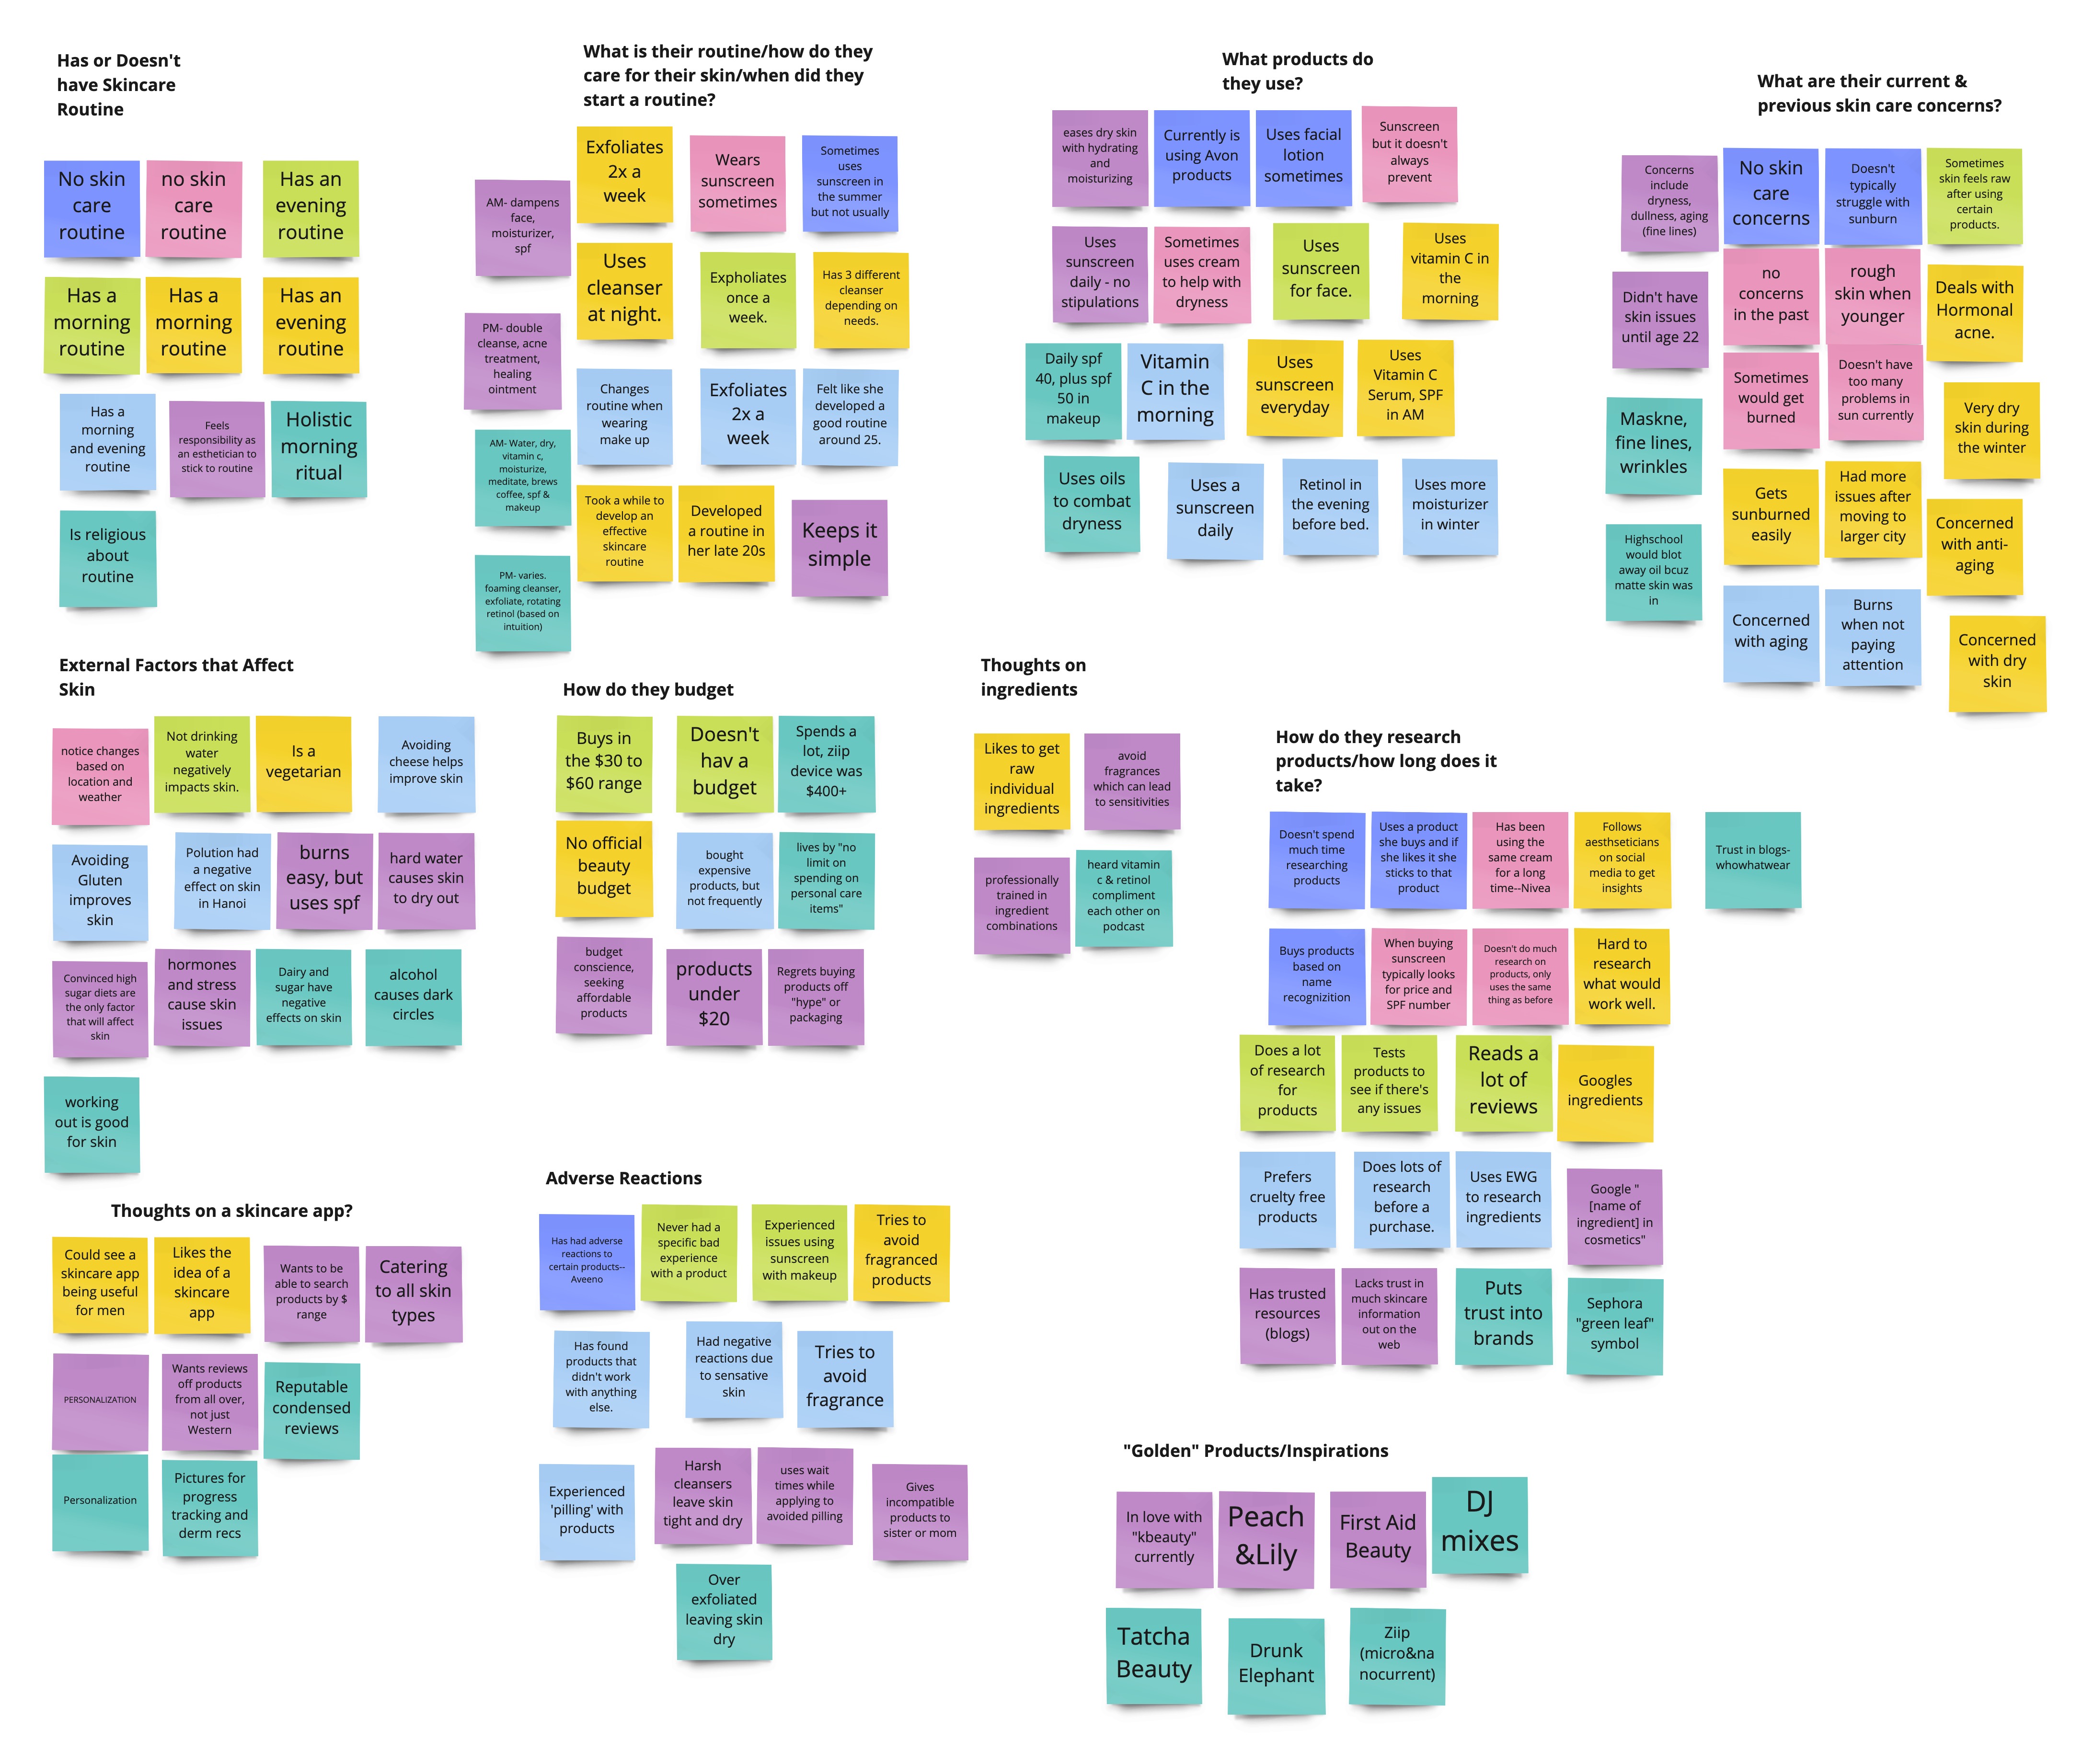 Has or Doesn't
have Skincare
Routine
No skin
care
routine
no skin
care
routine
Has an
evening
routine
Has a
morning
routine
Has a
morning
routine
Has an
evening
routine
Has a
morning
and evening
routine
Feels
responsibility as
an esthetician to
stick to routine
Holistic
morning
ritual
Is religious
about
routine
What is their routine/how do they
care for their skin/when did they
start a routine?
Exfoliates
2x a
week
Wears
sunscreen
sometimes
Sometimes
uses
sunscreen in
the summer
but not usually
AM- dampens
face,
moisturizer,
spf
Uses
cleanser
at night.
Expholiates
once a
week.
Has 3 different
cleanser
depending on
needs.
PM- double
cleanse, acne
treatment,
healing
ointment
Changes
routine when
wearing
make up
Exfoliates
2x a
week
Felt like she
developed a
good routine
around 25.
AM- Water, dry,
vitamin c,
moisturize,
meditate, brews
coffee, spf &
makeup
Took a while to
develop an
effective
skincare
routine
Developed
a routine in
her late 20s
Keeps it
simple
PM- varies.
foaming cleanser,
exfoliate, rotating
retinol (based on
intuition)
What products do
they use?
eases dry skin
with hydrating
and
moisturizing
Currently is
using Avon
products
Uses facial
lotion
sometimes
Sunscreen
but it doesn't
always
prevent
Uses
sunscreen
daily - no
stipulations
Sometimes
uses cream
to help with
dryness
Uses
sunscreen
for face.
Uses
vitamin C in
the
morning
Daily spf
40, plus spf
50 in
makeup
Vitamin
C in the
morning
Uses
sunscreen
everyday
Uses
Vitamin C
Serum, SPF
in AM
Uses oils
to combat
dryness
Uses a
sunscreen
daily
Retinol in
the evening
before bed.
Uses more
moisturizer
in winter
What are their current &
previous skin care concerns?
Concerns
include
dryness,
dullness, aging
(fine lines)
No skin
care
concerns
Doesn't
typically
struggle with
sunburn
Sometimes
skin feels raw
after using
certain
products.
Didn't have
skin issues
until age 22
no
concerns
in the past
rough
skin when
younger
Deals with
Hormonal
acne.
Sometimes
would get
burned
Doesn't have
too many
problems in
sun currently
Very dry
skin during
the winter
Maskne,
fine lines,
wrinkles
Gets
sunburned
easily
Had more
issues after
moving to
larger city
Concerned
with anti-
aging
Highschool
would blot
away oil bcuz
matte skin was
in
Concerned
with aging
Burns
when not
paying
attention
Concerned
with dry
skin
External Factors that Affect
Skin
notice changes
based on
location and
weather
Not drinking
water
negatively
impacts skin.
Is a
vegetarian
Avoiding
cheese helps
improve skin
Avoiding
Gluten
improves
skin
Polution had
a negative
effect on skin
in Hanoi
burns
easy, but
uses spf
hard water
causes skin
to dry out
Convinced high
sugar diets are
the only factor
that will affect
skin
hormones
and stress
cause skin
issues
Dairy and
sugar have
negative
effects on skin
alcohol
causes dark
circles
working
out is good
for skin
How do they budget
Buys in
the $30 to
$60 range
Doesn't
hav a
budget
Spends a
lot, ziip
device was
$400+
No official
beauty
budget
bought
expensive
products, but
not frequently
lives by "no
limit on
spending on
personal care
items"
budget
conscience,
seeking
affordable
products
products
under
$20
Regrets buying
products off
"hype" or
packaging
Thoughts on
ingredients
Likes to get
raw
individual
ingredients
avoid
fragrances
which can lead
to sensitivities
professionally
trained in
ingredient
combinations
heard vitamin
c & retinol
compliment
each other on
podcast
How do they research
products/how long does it
take?
Doesn't spend
much time
researching
products
Uses a product
she buys and if
she likes it she
sticks to that
product
Has been
using the
same cream
for a long
time--Nivea
Follows
aesthseticians
on social
media to get
insights
Trust in blogs-
whowhatwear
Buys products
based on
name
recognizition
When buying
sunscreen
typically looks
for price and
SPF number
Doesn't do much
research on
products, only
uses the same
thing as before
Hard to
research
what would
work well.
Does a lot
of research
for
products
Tests
products to
see if there's
any issues
Reads a
lot of
reviews
Googles
ingredients
Prefers
cruelty free
products
Does lots of
research
before a
purchase.
Uses EWG
to research
ingredients
Google "
[name of
ingredient] in
cosmetics"
Has trusted
resources
(blogs)
Lacks trust in
much skincare
information
out on the
web
Puts
trust into
brands
Sephora
"green leaf"
symbol
Thoughts on a skincare app?
Could see a
skincare app
being useful
for men
Likes the
idea of a
skincare
app
Wants to be
able to search
products by $
range
Catering
to all skin
types
PERSONALIZATION
Wants reviews
off products
from all over,
not just
Western
Reputable
condensed
reviews
Personalization
Pictures for
progress
tracking and
derm recs
Adverse Reactions
Has had adverse
reactions to
certain products--
Aveeno
Never had a
specific bad
experience
with a product
Experienced
issues using
sunscreen
with makeup
Tries to
avoid
fragranced
products
Has found
products that
didn't work
with anything
else.
Had negative
reactions due
to sensative
skin
Tries to
avoid
fragrance
Experienced
'pilling' with
products
Harsh
cleansers
leave skin
tight and dry
uses wait
times while
applying to
avoided pilling
Gives
incompatible
products to
sister or mom
Over
exfoliated
leaving skin
dry
"Golden" Products/Inspirations
In love with
"kbeauty"
currently
Peach
&Lily
First Aid
Beauty
DJ
mixes
Tatcha
Beauty
Drunk
Elephant
Ziip
(micro&na
nocurrent)